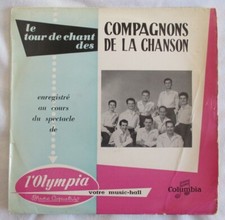 le
tour de chant
des
COMPAGNONS
DE LA CHANSON
enregistré
au cours
du spectacle
de
l'Olympia
votre music-hall
Columbia